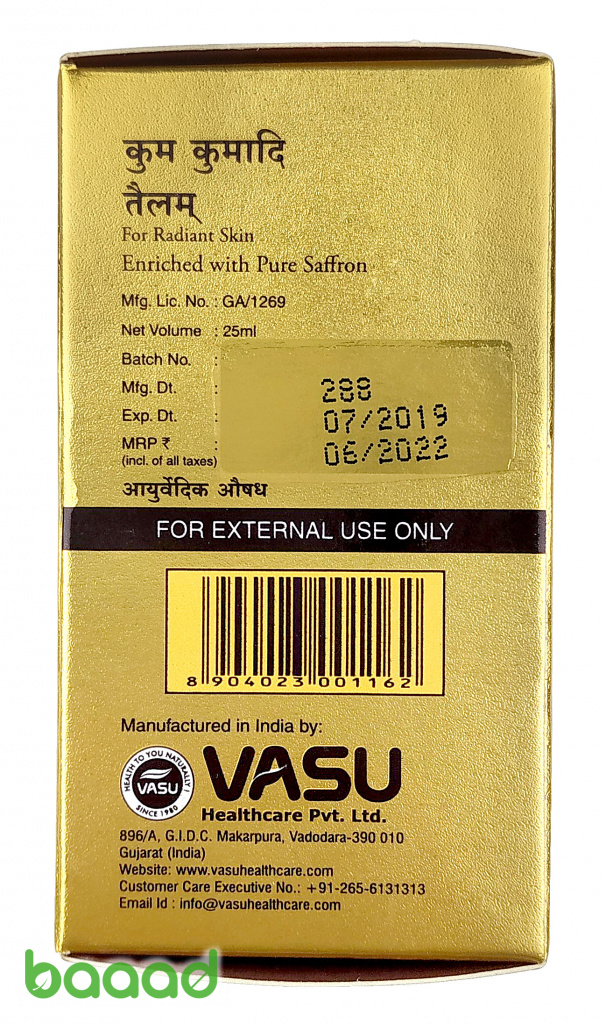 कुम कुमादि
तैलम्
For Radiant Skin
Enriched with Pure Saffron
Mfg. Lic. No. : GA/1269
Net Volume : 25ml
Batch No. :
Mfg. Dt. : 288
Exp. Dt. : 07/2019
MRP ₹ : 06/2022
(incl. of all taxes)
आयुर्वेदिक औषध
FOR EXTERNAL USE ONLY
8 904023 001162
Manufactured in India by:
HEALTH TO YOU NATURALLY !
VASU
SINCE 1980
VASU
Healthcare Pvt. Ltd.
896/A, G.I.D.C. Makarpura, Vadodara-390 010
Gujarat (India)
Website: www.vasuhealthcare.com
Customer Care Executive No.: +91-265-6131313
Email Id : info@vasuhealthcare.com
baaad